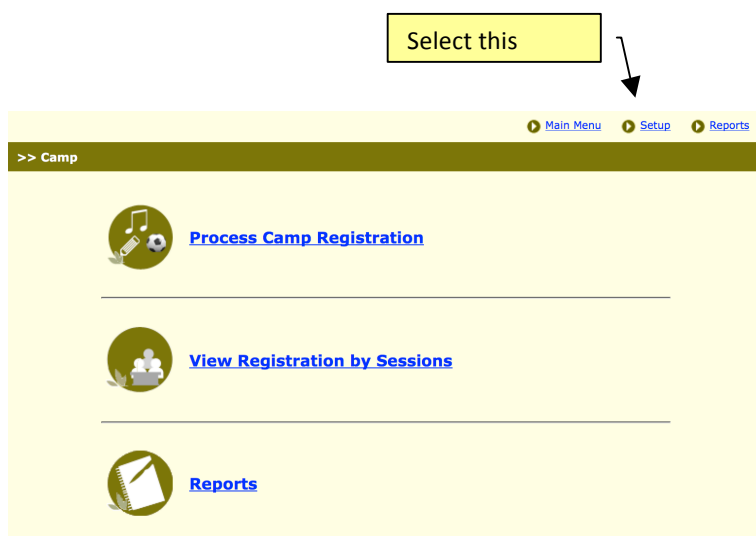 Select this
Main Menu Setup Reports
>> Camp
Process Camp Registration
View Registration by Sessions
Reports